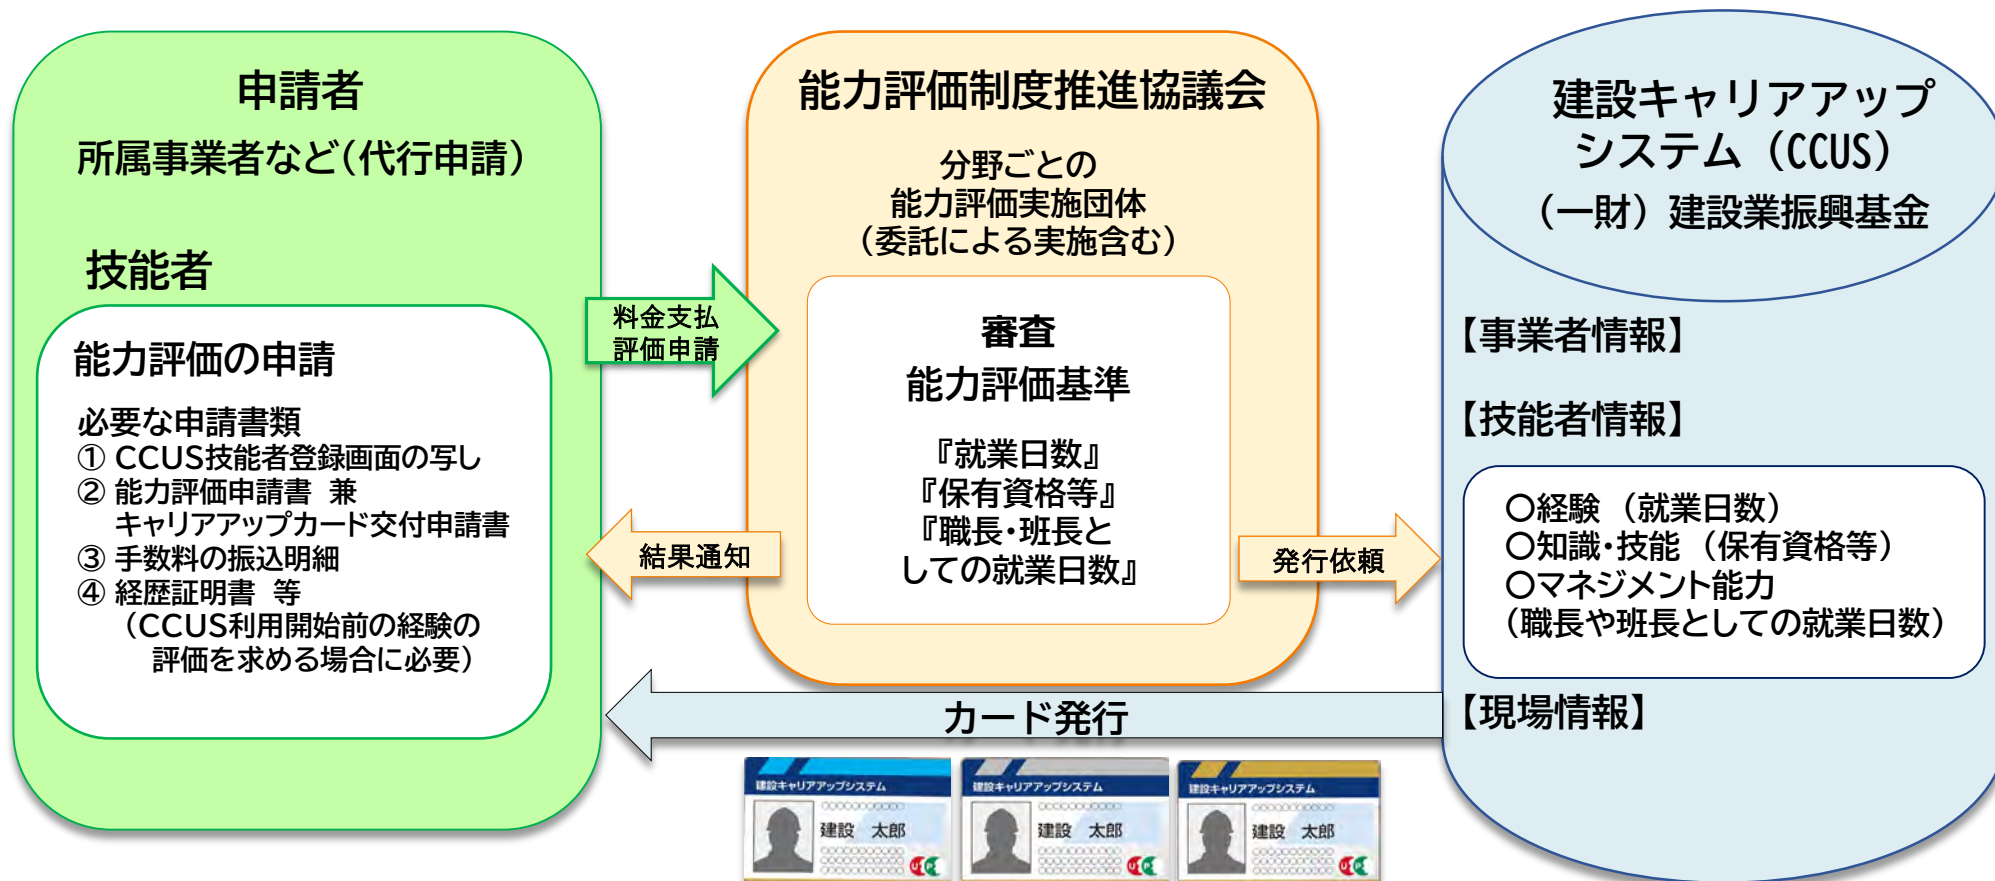 申請者
所属事業者など（代行申請）
技能者
能力評価の申請
必要な申請書類
① CCUS技能者登録画面の写し
② 能力評価申請書 兼
キャリアアップカード交付申請書
③ 手数料の振込明細
④ 経歴証明書 等
（CCUS利用開始前の経験の
評価を求める場合に必要）
料金支払
評価申請
結果通知
能力評価制度推進協議会
分野ごとの
能力評価実施団体
（委託による実施含む）
審査
能力評価基準
『就業日数』
『保有資格等』
『職長・班長と
しての就業日数』
発行依頼
建設キャリアアップ
システム（CCUS）
（一財）建設業振興基金
【事業者情報】
【技能者情報】
〇経験 （就業日数）
〇知識・技能 （保有資格等）
〇マネジメント能力
（職長や班長としての就業日数）
【現場情報】
カード発行
建設キャリアアップシステム
建設 太郎
建設キャリアアップシステム
建設 太郎
建設キャリアアップシステム
建設 太郎